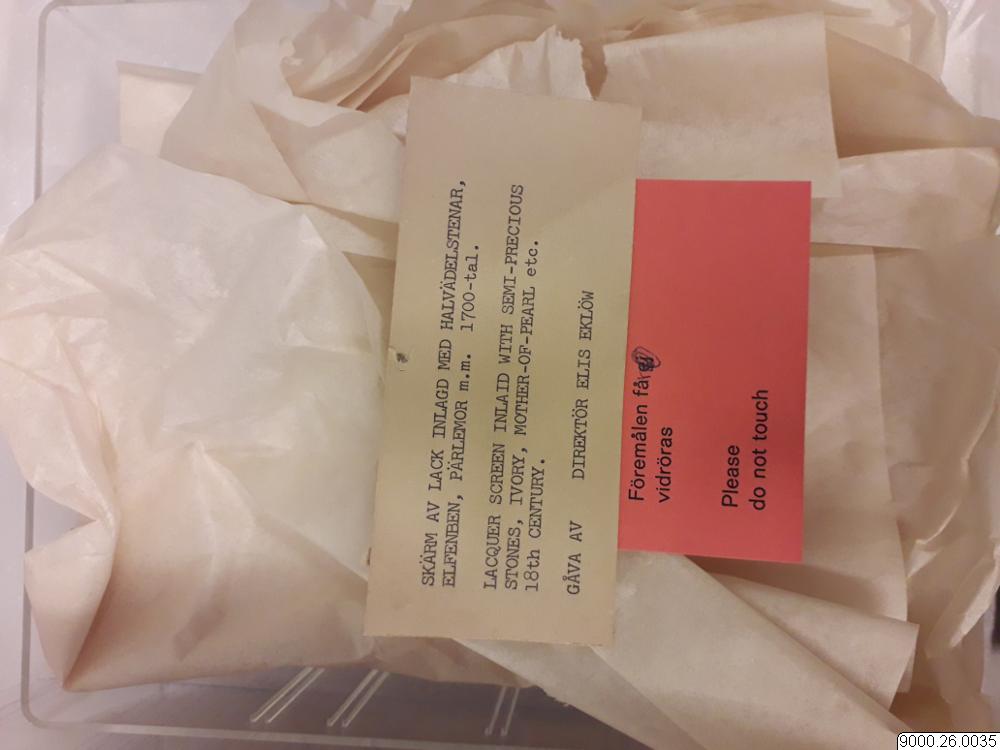 SKÄRM AV LACK INLAGD MED HALVÄDELSTENAR,
ELFENBEN, PÄRLEMOR m.m. 1700-tal.
LACQUER SCREEN INLAID WITH SEMI-PRECIOUS
STONES, IVORY, MOTHER-OF-PEARL etc.
18th CENTURY.
GÅVA AV DIREKTÖR ELIS EKLÖW
Föremålen får
vidröras
Please
do not touch
9000 26 0035